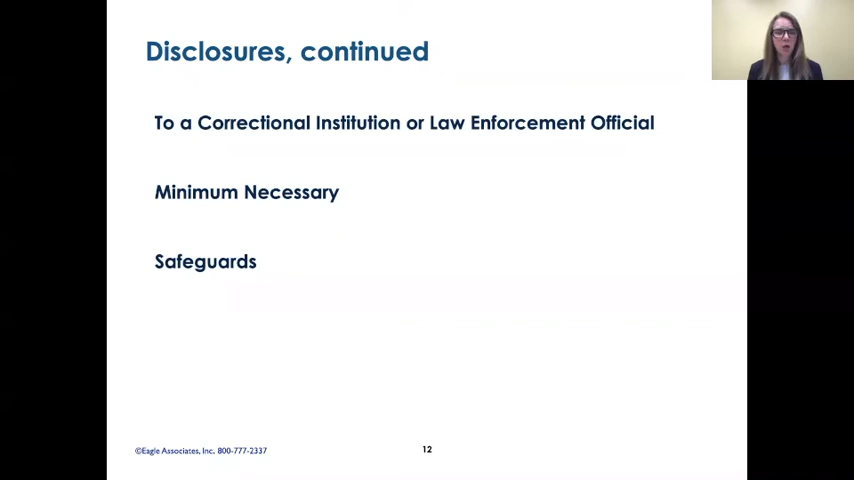 Disclosures, continued
To a Correctional Institution or Law Enforcement Official
Minimum Necessary
Safeguards
©Eagle Associates, Inc. 800-777-2337
12